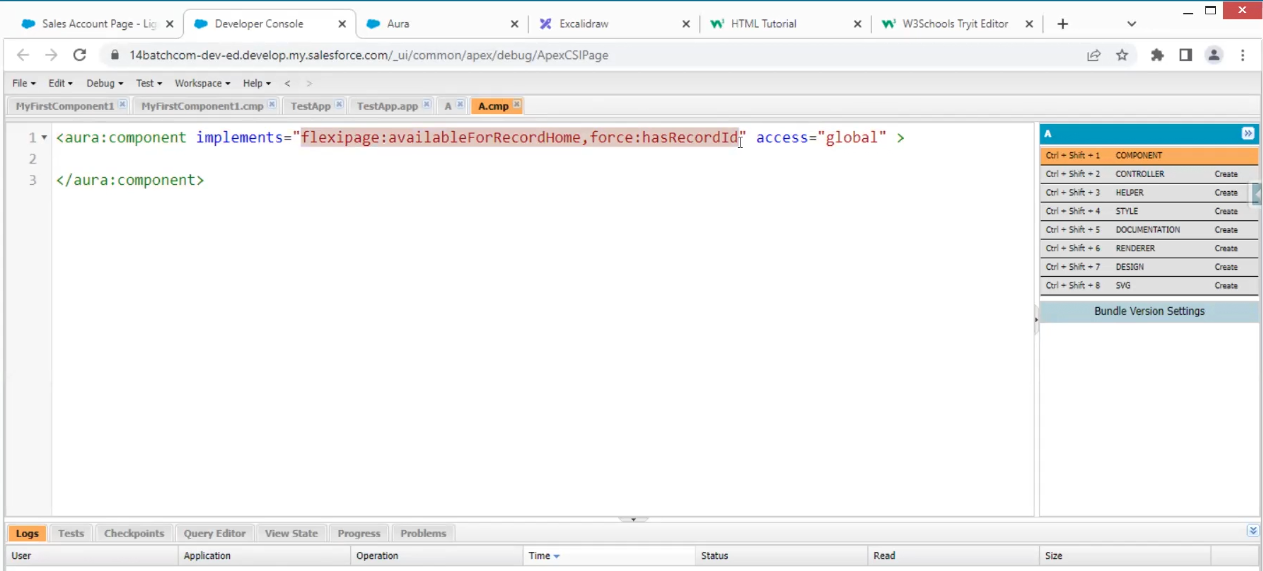 Sales Account Page - Lig
Developer Console
Aura
Excalidraw
HTML Tutorial
W3Schools Tryit Editor
14batchcom-dev-ed.develop.my.salesforce.com/_ui/common/apex/debug/ApexCSIPage
File Edit Debug Test Workspace Help < >
MyFirstComponent1 MyFirstComponent1.cmp TestApp TestApp.app A A.cmp
1 <aura:component implements="flexipage:availableForRecordHome,force:hasRecordId" access="global" >
2
3 </aura:component>
A
Ctrl + Shift + 1 COMPONENT
Ctrl + Shift + 2 CONTROLLER Create
Ctrl + Shift + 3 HELPER Create
Ctrl + Shift + 4 STYLE Create
Ctrl + Shift + 5 DOCUMENTATION Create
Ctrl + Shift + 6 RENDERER Create
Ctrl + Shift + 7 DESIGN Create
Ctrl + Shift + 8 SVG Create
Bundle Version Settings
Logs Tests Checkpoints Query Editor View State Progress Problems
User Application Operation Time Status Read Size